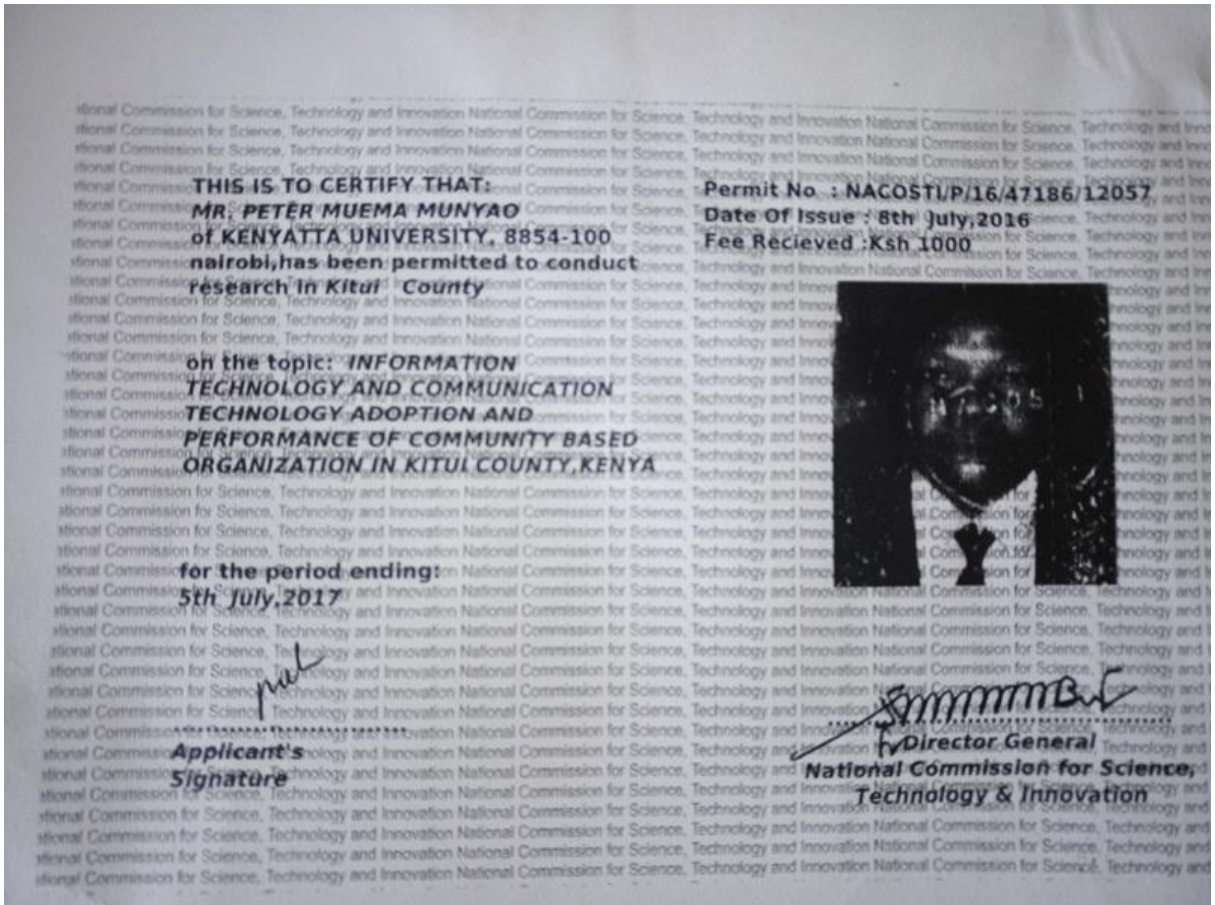 THIS IS TO CERTIFY THAT:
MR. PETER MUEMA MUNYAO
of KENYATTA UNIVERSITY, 8854-100
nairobi,has been permitted to conduct
research in Kitui County
on the topic: INFORMATION
TECHNOLOGY AND COMMUNICATION
TECHNOLOGY ADOPTION AND
PERFORMANCE OF COMMUNITY BASED
ORGANIZATION IN KITUI COUNTY,KENYA
for the period ending:
5th July,2017
Applicant's
Signature
Permit No : NACOSTI/P/16/47186/12057
Date Of Issue : 8th July,2016
Fee Recieved :Ksh 1000
Director General
National Commission for Science,
Technology & Innovation